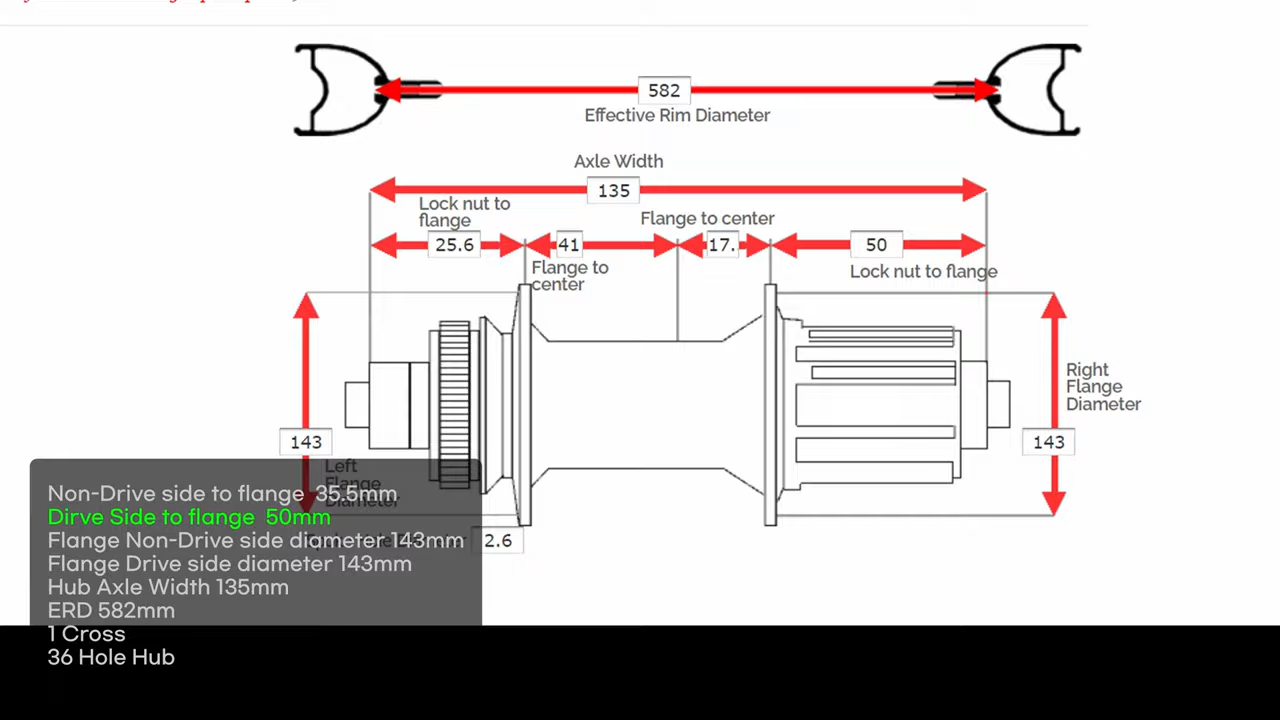 582
Effective Rim Diameter
Axle Width
135
Lock nut to
flange
Flange to center
25.6
41
17.
50
Flange to
center
Lock nut to flange
Right
Flange
Diameter
143
143
Left
Flange
Diameter
Non-Drive side to flange 35.5mm
Dirve Side to flange 50mm
Flange Non-Drive side diameter 143mm
2.6
Flange Drive side diameter 143mm
Hub Axle Width 135mm
ERD 582mm
1 Cross
36 Hole Hub